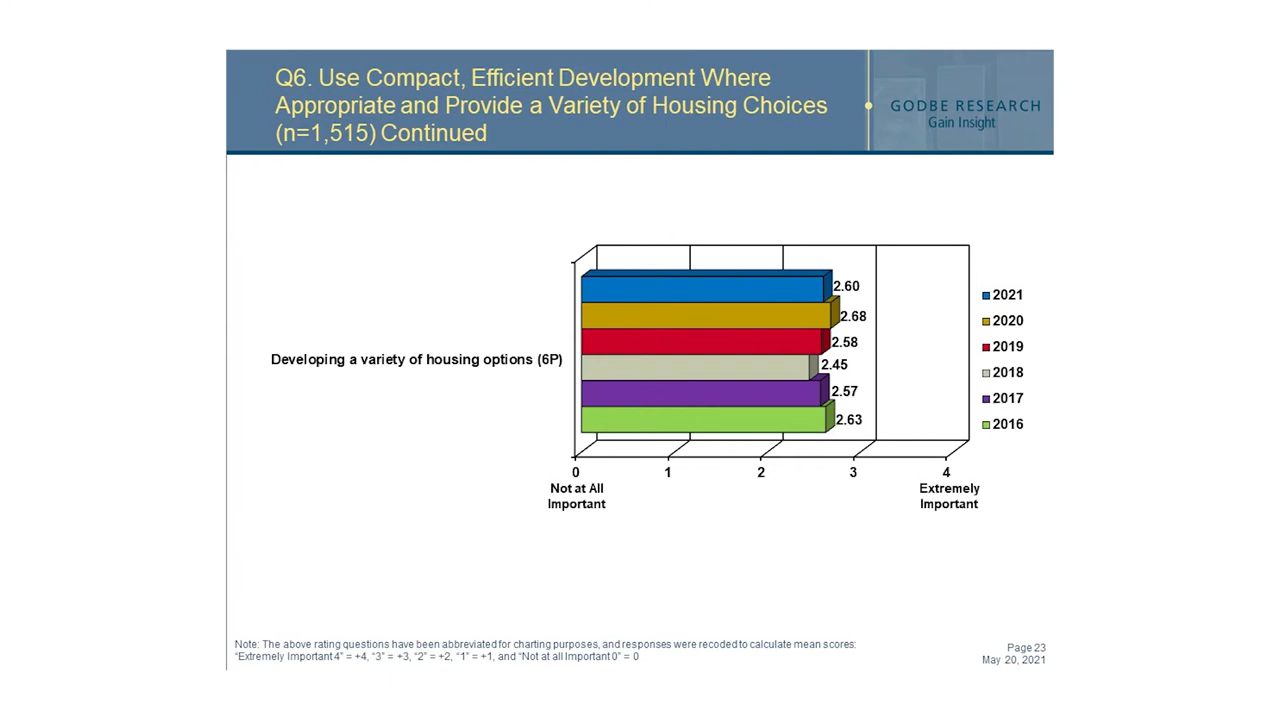 Q6. Use Compact, Efficient Development Where
Appropriate and Provide a Variety of Housing Choices
(n=1,515) Continued
GODBE RESEARCH
Gain Insight
2.60
2.68
2.58
2.45
2.57
2.63
Developing a variety of housing options (6P)
2021
2020
2019
2018
2017
2016
0 1 2 3 4
Not at All Extremely
Important Important
Note: The above rating questions have been abbreviated for charting purposes, and responses were recoded to calculate mean scores:
“Extremely Important 4” = +4, “3” = +3, “2” = +2, “1” = +1, and “Not at all Important 0” = 0
Page 23
May 20, 2021